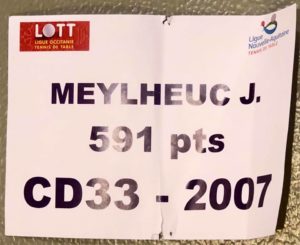 LOTT
LIGUE OCCITANIE
TENNIS DE TABLE
Ligue
Nouvelle-Aquitaine
TENNIS DE TABLE
MEYLHEUC J.
591 pts
CD33 - 2007